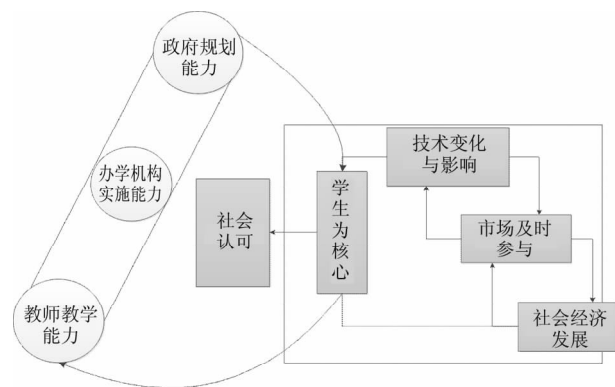 政府规划
能力
办学机构
实施能力
教师教学
能力
社会
认可
学
生
为
核
心
技术变化
与影响
市场及时
参与
社会经济
发展